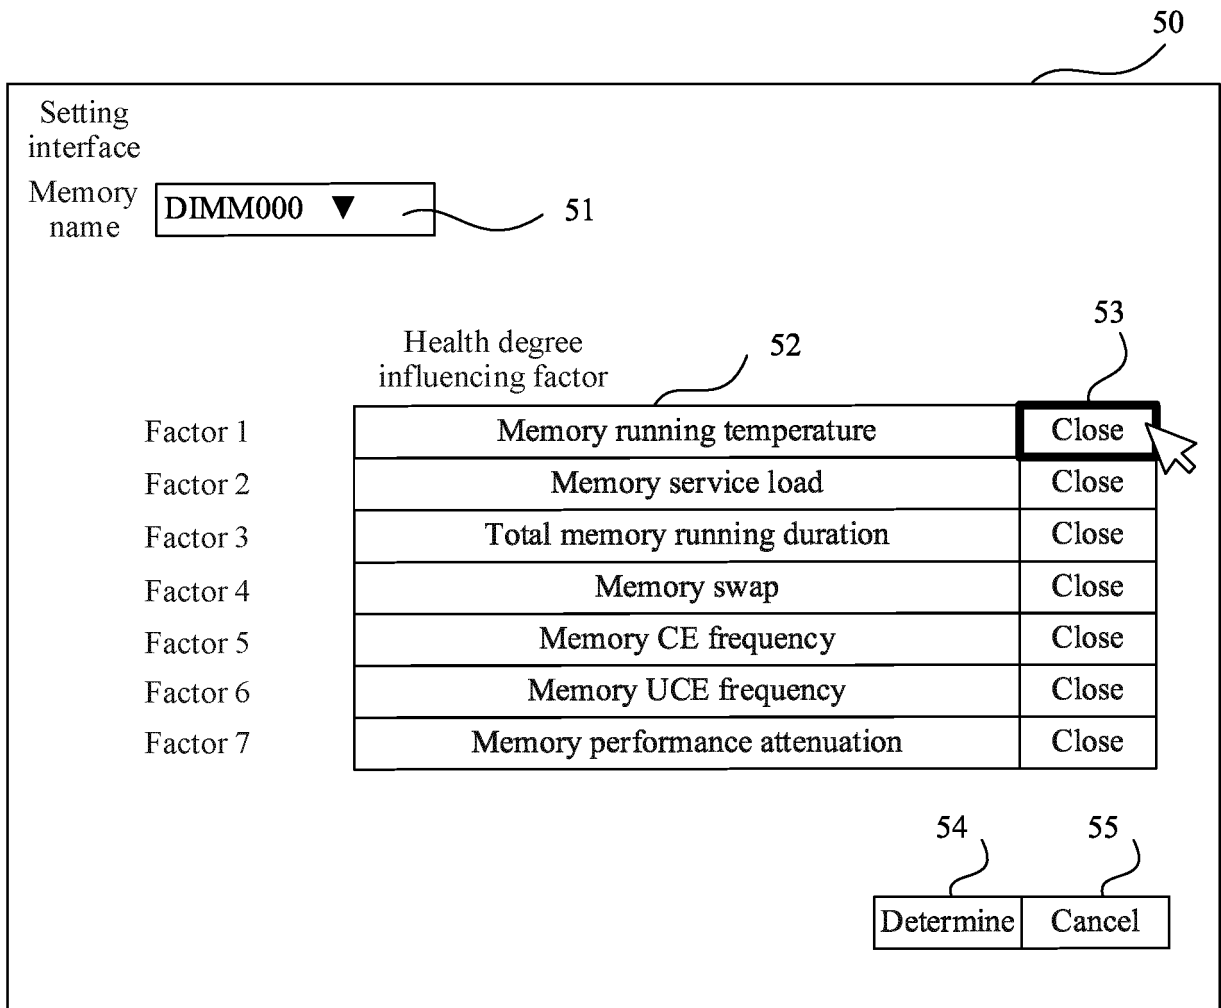 50
Setting
interface
Memory
name
DIMM000 ▼
51
53
Health degree
influencing factor
52
Factor 1 Memory running temperature Close
Factor 2 Memory service load Close
Factor 3 Total memory running duration Close
Factor 4 Memory swap Close
Factor 5 Memory CE frequency Close
Factor 6 Memory UCE frequency Close
Factor 7 Memory performance attenuation Close
54 55
Determine Cancel